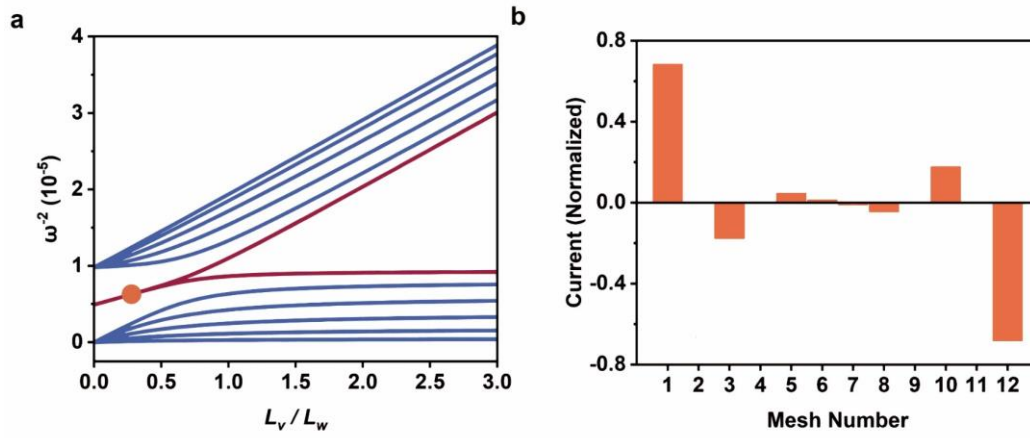 a
4
3
2
1
0
ω⁻² (10⁻⁵)
0.0 0.5 1.0 1.5 2.0 2.5 3.0
Lᵥ / L_w
b
0.8
0.4
0.0
-0.4
-0.8
Current (Normalized)
1 2 3 4 5 6 7 8 9 10 11 12
Mesh Number